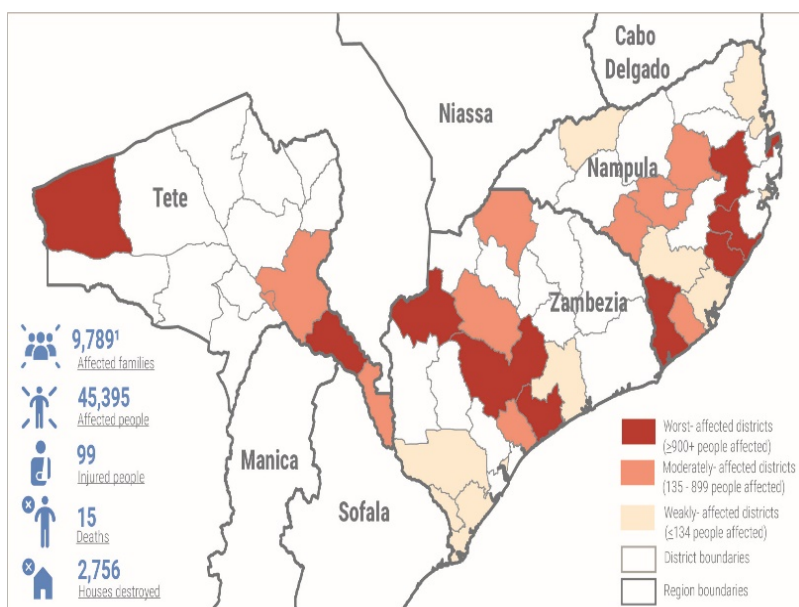 Cabo
Delgado
Niassa
Nampula
Tete
Zambezia
9,789¹
Affected families
45,395
Affected people
99
Injured people
15
Deaths
2,756
Houses destroyed
Manica
Sofala
Worst- affected districts
(≥900+ people affected)
Moderately- affected districts
(135 - 899 people affected)
Weakly- affected districts
(≤134 people affected)
District boundaries
Region boundaries